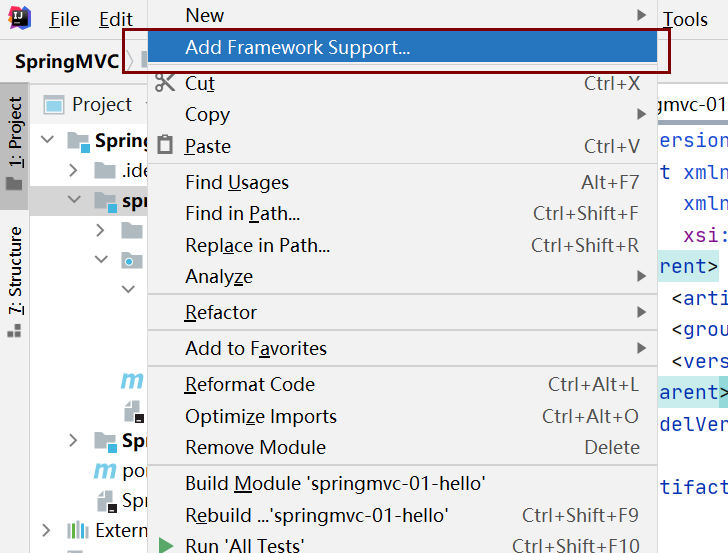 File Edit Tools
New
Add Framework Support...
SpringMVC
Cut Ctrl+X
Copy
Paste Ctrl+V
Find Usages Alt+F7
Find in Path... Ctrl+Shift+F
Replace in Path... Ctrl+Shift+R
Analyze
Refactor
Add to Favorites
Reformat Code Ctrl+Alt+L
Optimize Imports Ctrl+Alt+O
Remove Module Delete
Build Module 'springmvc-01-hello'
Rebuild ...'springmvc-01-hello' Ctrl+Shift+F9
Run 'All Tests' Ctrl+Shift+F10
1: Project
7: Structure
Project
Spring
.ide
spr
m
Sp
m por
Spr
Extern
gmvc-01
ersion
t xmln
xmln
xsi:
rent>
<arti
<grou
<vers
arent>
delVer
tifact